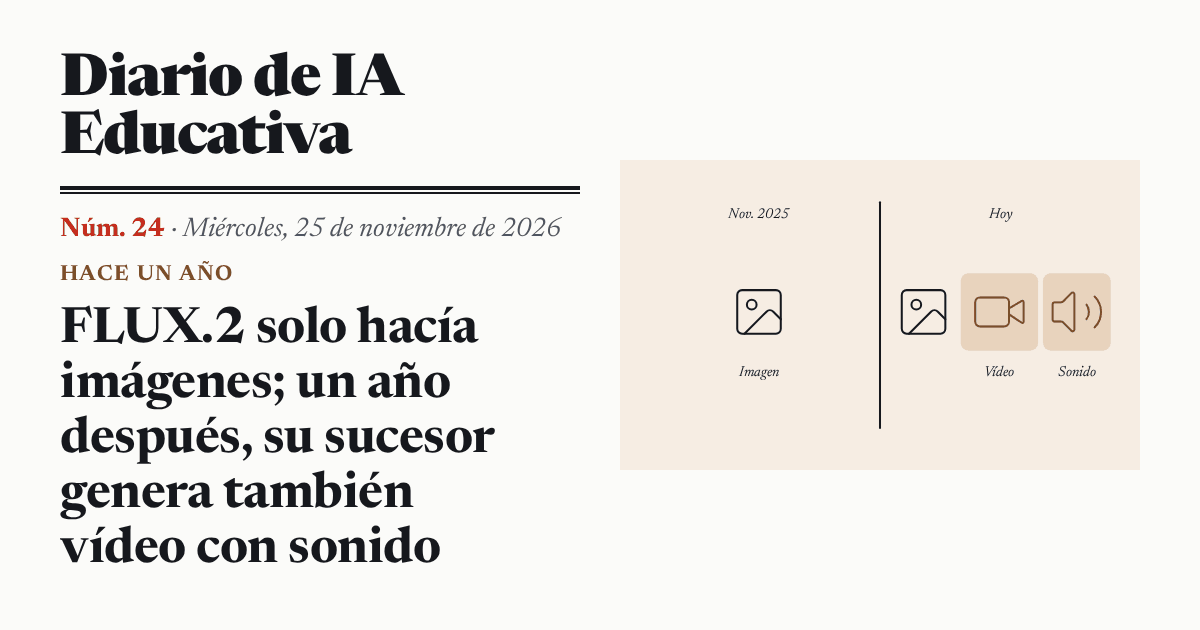 Diario de IA
Educativa
Núm. 24 · Miércoles, 25 de noviembre de 2026
HACE UN AÑO
FLUX.2 solo hacía
imágenes; un año
después, su sucesor
genera también
vídeo con sonido
Nov. 2025
Hoy
Imagen
Vídeo
Sonido